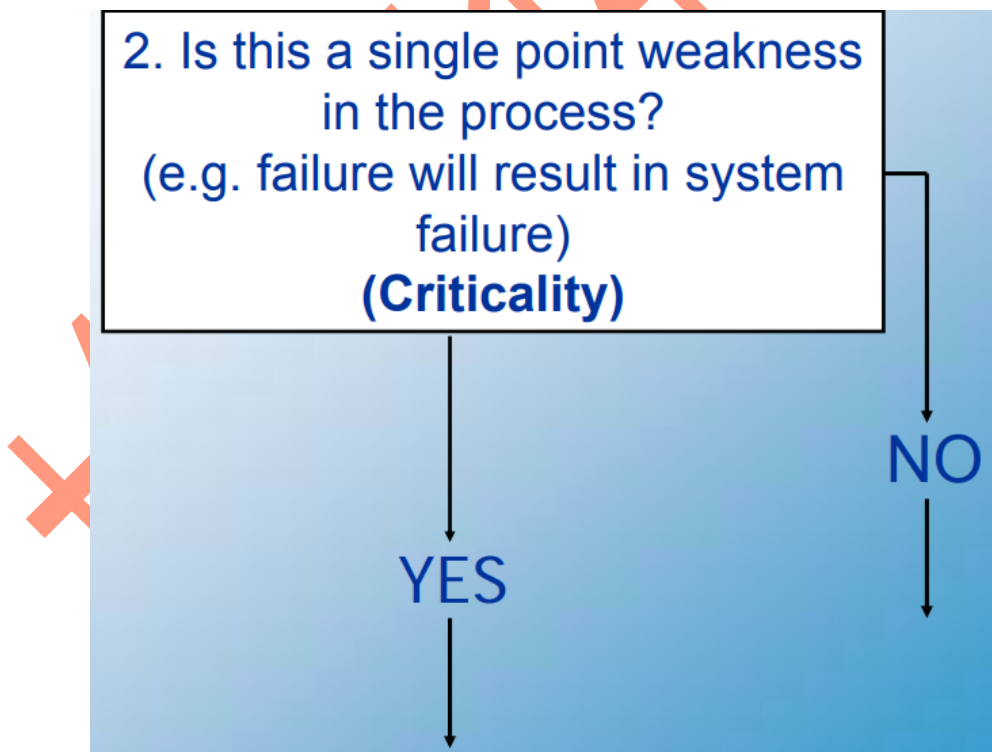 2. Is this a single point weakness
in the process?
(e.g. failure will result in system
failure)
(Criticality)
NO
YES